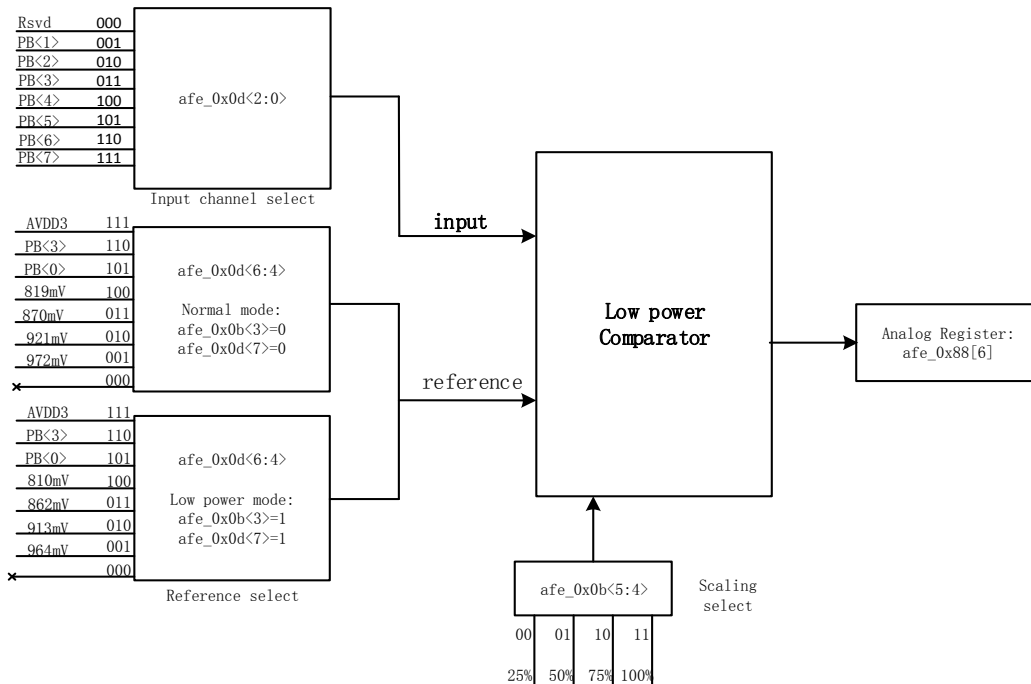 Rsvd 000
PB<1> 001
PB<2> 010
PB<3> 011
PB<4> 100
PB<5> 101
PB<6> 110
PB<7> 111
afe_0x0d<2:0>
Input channel select
AVDD3 111
PB<3> 110
PB<0> 101
819mV 100
870mV 011
921mV 010
972mV 001
000
afe_0x0d<6:4>
Normal mode:
afe_0x0b<3>=0
afe_0x0d<7>=0
AVDD3 111
PB<3> 110
PB<0> 101
810mV 100
862mV 011
913mV 010
964mV 001
000
afe_0x0d<6:4>
Low power mode:
afe_0x0b<3>=1
afe_0x0d<7>=1
Reference select
input
reference
Low power
Comparator
Analog Register:
afe_0x88[6]
afe_0x0b<5:4>
Scaling
select
00 01 10 11
25% 50% 75% 100%